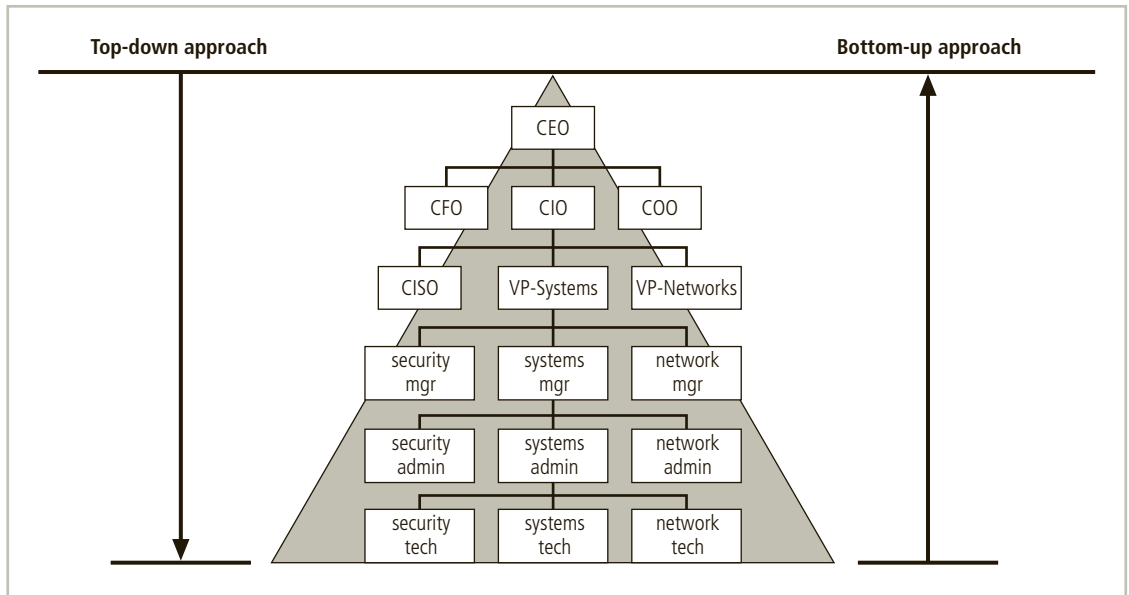 Top-down approach
Bottom-up approach
CEO
CFO
CIO
COO
CISO
VP-Systems
VP-Networks
security
mgr
systems
mgr
network
mgr
security
admin
systems
admin
network
admin
security
tech
systems
tech
network
tech